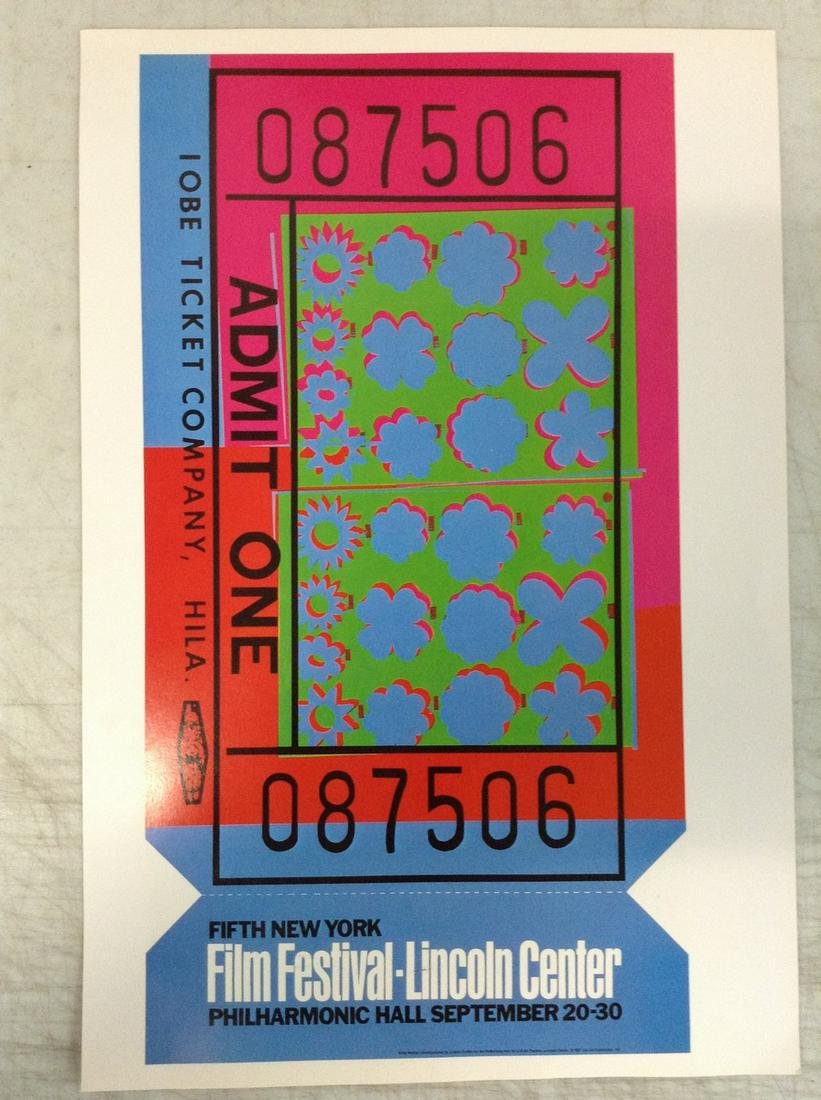 087506
IOBE TICKET COMPANY, HILA.
ADMIT ONE
087506
FIFTH NEW YORK
Film Festival-Lincoln Center
PHILHARMONIC HALL SEPTEMBER 20-30